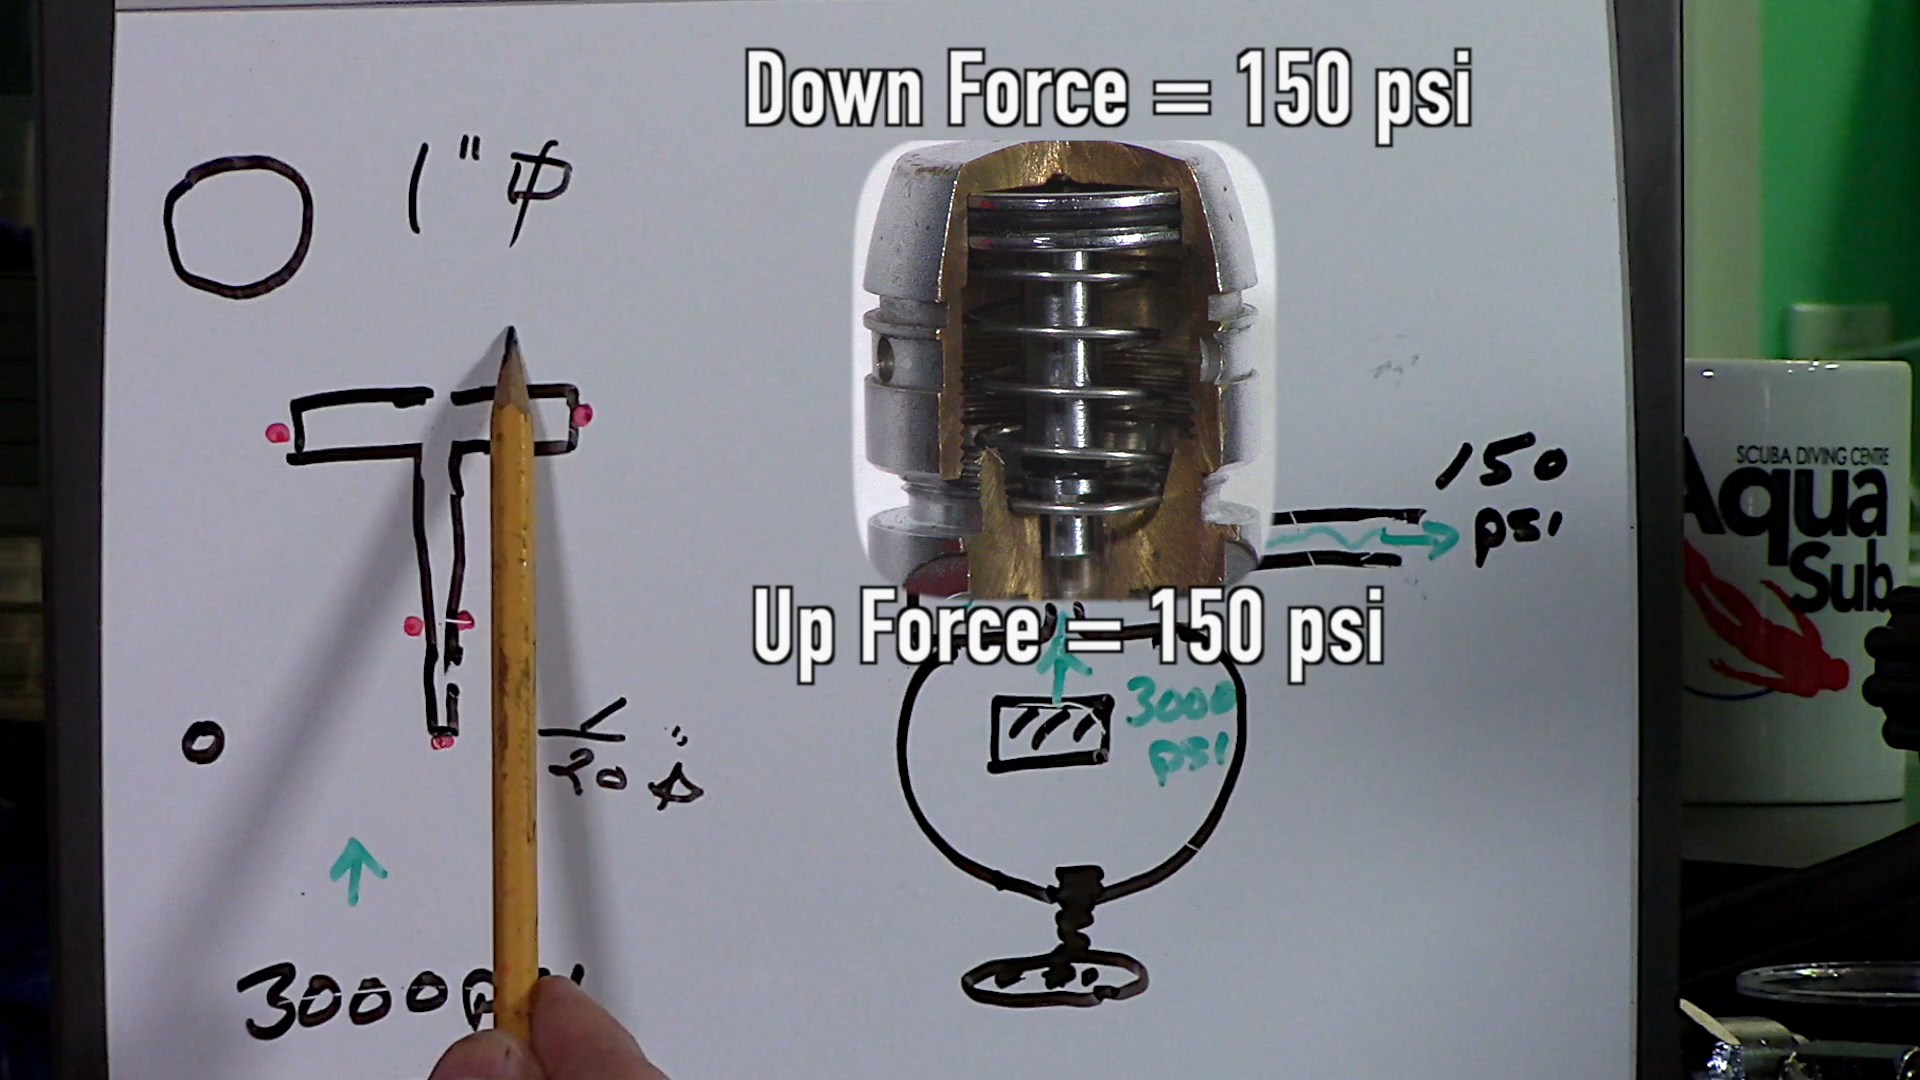 Down Force = 150 psi
1" φ
150
psi
SCUBA DIVING CENTRE
Aqua
Sub
Up Force = 150 psi
3000
psi
1/20" φ
3000 p